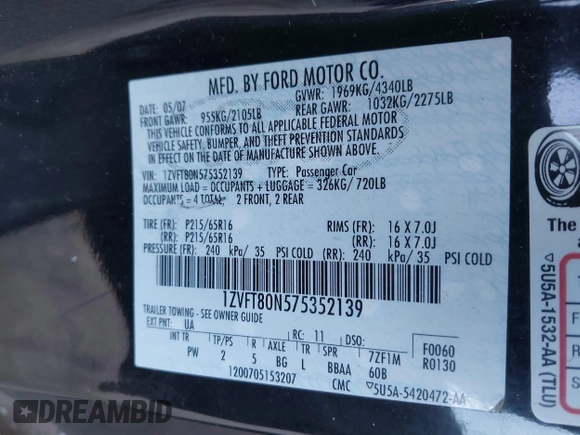 MFD. BY FORD MOTOR CO.
DATE: 05/07 GVWR: 1969KG/4340LB
FRONT GAWR: 955KG/2105LB REAR GAWR: 1032KG/2275LB
THIS VEHICLE CONFORMS TO ALL APPLICABLE FEDERAL MOTOR
VEHICLE SAFETY, BUMPER, AND THEFT PREVENTION STANDARDS
IN EFFECT ON THE DATE OF MANUFACTURE SHOWN ABOVE.
VIN: 1ZVFT80N575352139 TYPE: Passenger Car
MAXIMUM LOAD = OCCUPANTS + LUGGAGE = 326KG/720LB
OCCUPANTS = 4 TOTAL, 2 FRONT, 2 REAR
TIRE (FR): P215/65R16 RIMS (FR): 16 X 7.0J
(RR): P215/65R16 (RR): 16 X 7.0J
PRESSURE (FR): 240 kPa/ 35 PSI COLD (RR): 240 kPa/ 35 PSI COLD
1ZVFT80N575352139
TRAILER TOWING - SEE OWNER GUIDE
EXT PNT: UA RC: 11 DSO: F0060
INT TR TP/PS R AXLE TR SPR 7ZF1M R0130
PW 2 5 BG L BBAA 60B
1200705153207 CMC ▽5U5A-5420472-AA
The
▽5U5A-1532-AA (TLU)
F
R
S